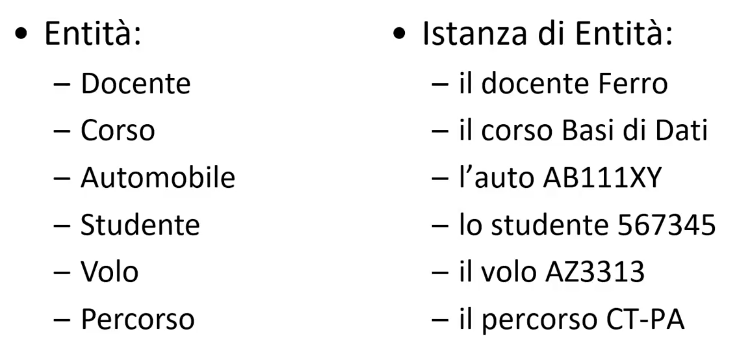 • Entità:
– Docente
– Corso
– Automobile
– Studente
– Volo
– Percorso
• Istanza di Entità:
– il docente Ferro
– il corso Basi di Dati
– l’auto AB111XY
– lo studente 567345
– il volo AZ3313
– il percorso CT-PA